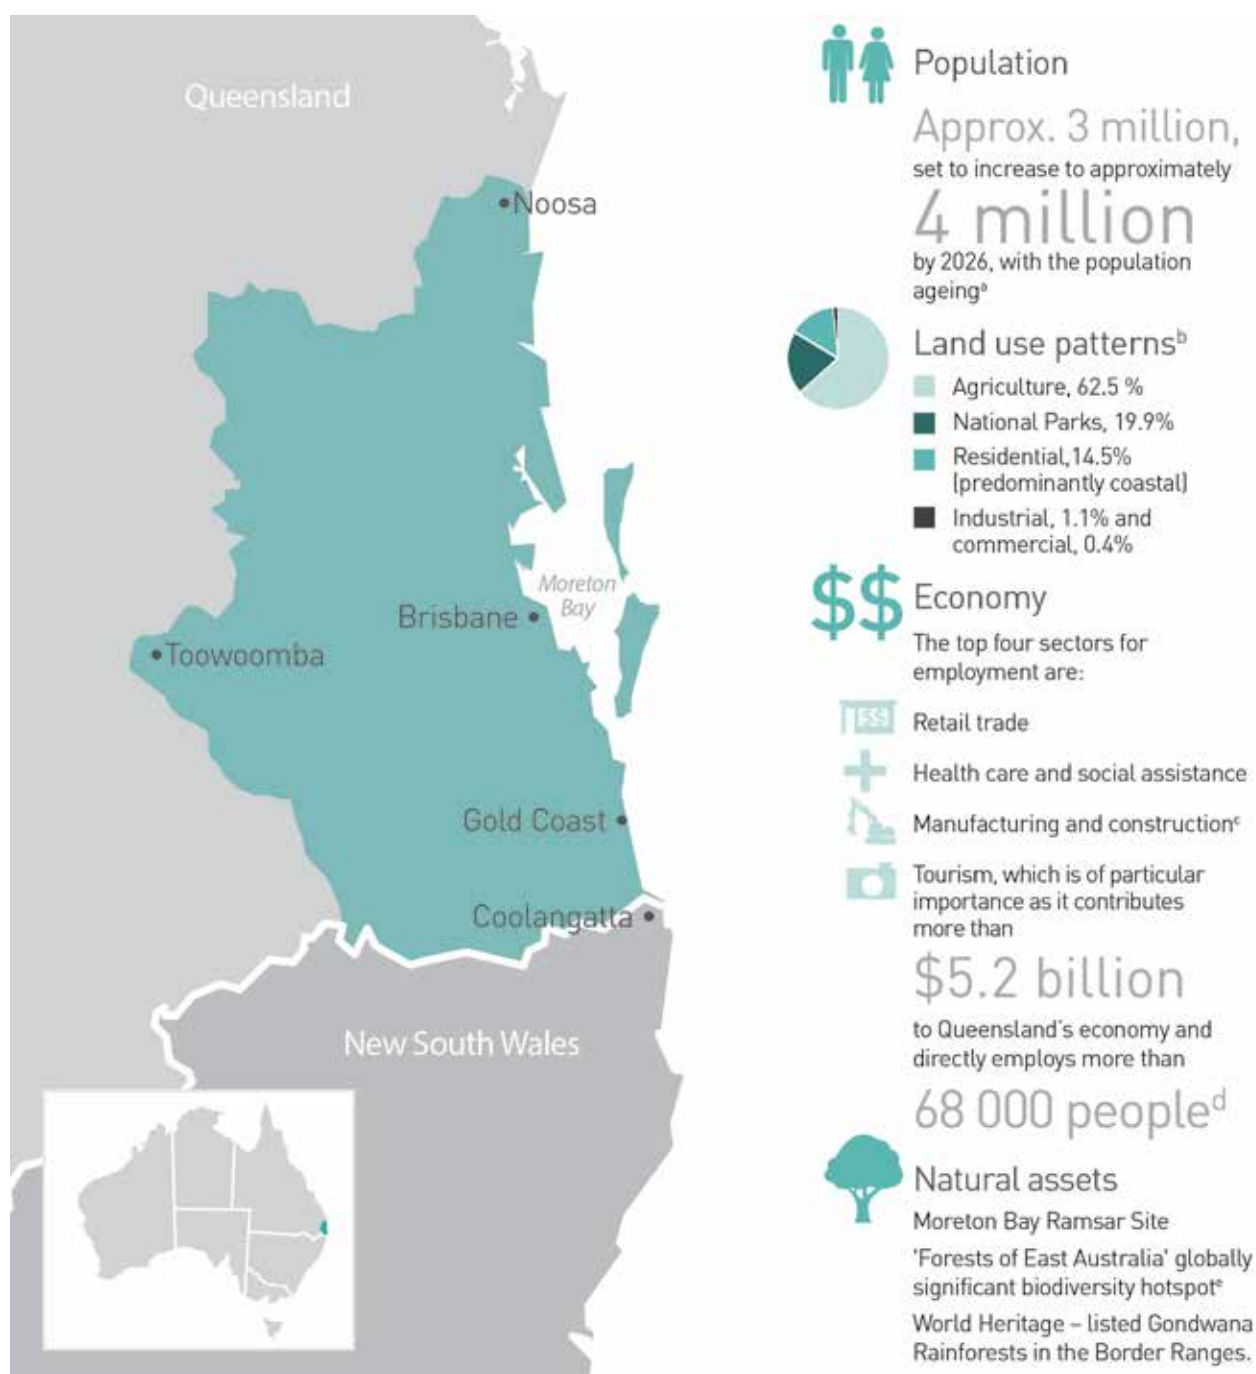 Queensland
Noosa
Moreton
Bay
Brisbane
Toowoomba
Gold Coast
Coolangatta
New South Wales
Population
Approx. 3 million,
set to increase to approximately
4 million
by 2026, with the population
ageingᵃ
Land use patternsᵇ
Agriculture, 62.5 %
National Parks, 19.9%
Residential,14.5%
(predominantly coastal)
Industrial, 1.1% and
commercial, 0.4%
$$ Economy
The top four sectors for
employment are:
$$
Retail trade
Health care and social assistance
Manufacturing and constructionᶜ
Tourism, which is of particular
importance as it contributes
more than
$5.2 billion
to Queensland's economy and
directly employs more than
68 000 peopleᵈ
Natural assets
Moreton Bay Ramsar Site
'Forests of East Australia' globally
significant biodiversity hotspotᵉ
World Heritage – listed Gondwana
Rainforests in the Border Ranges.